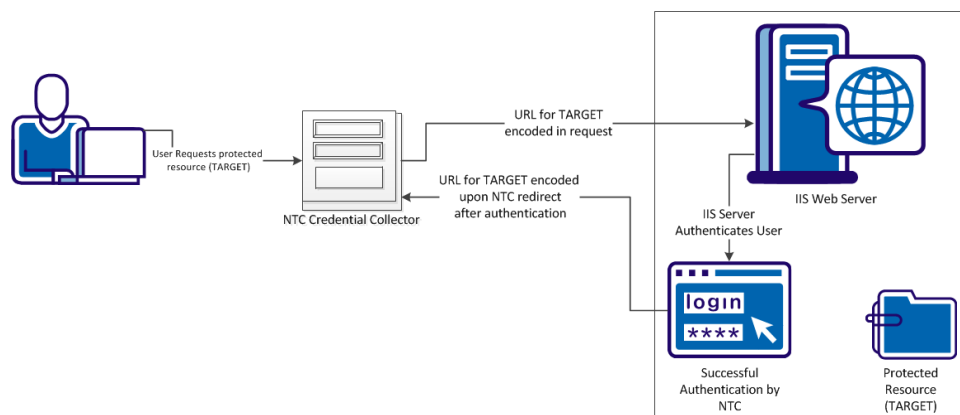 User Requests protected
resource (TARGET)
NTC Credential Collector
URL for TARGET
encoded in request
URL for TARGET encoded
upon NTC redirect
after authentication
IIS Web Server
IIS Server
Authenticates User
login
****
Successful
Authentication by
NTC
Protected
Resource
(TARGET)